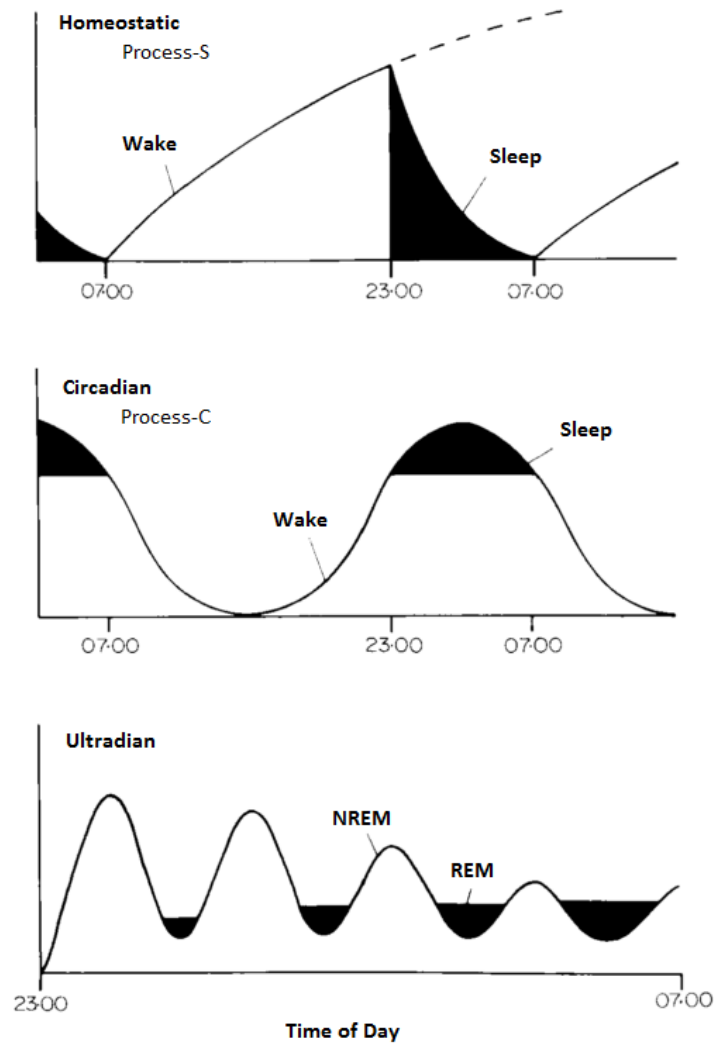 Homeostatic
Process-S
Wake
Sleep
07:00 23:00 07:00
Circadian
Process-C
Sleep
Wake
07:00 23:00 07:00
Ultradian
NREM
REM
23:00 07:00
Time of Day